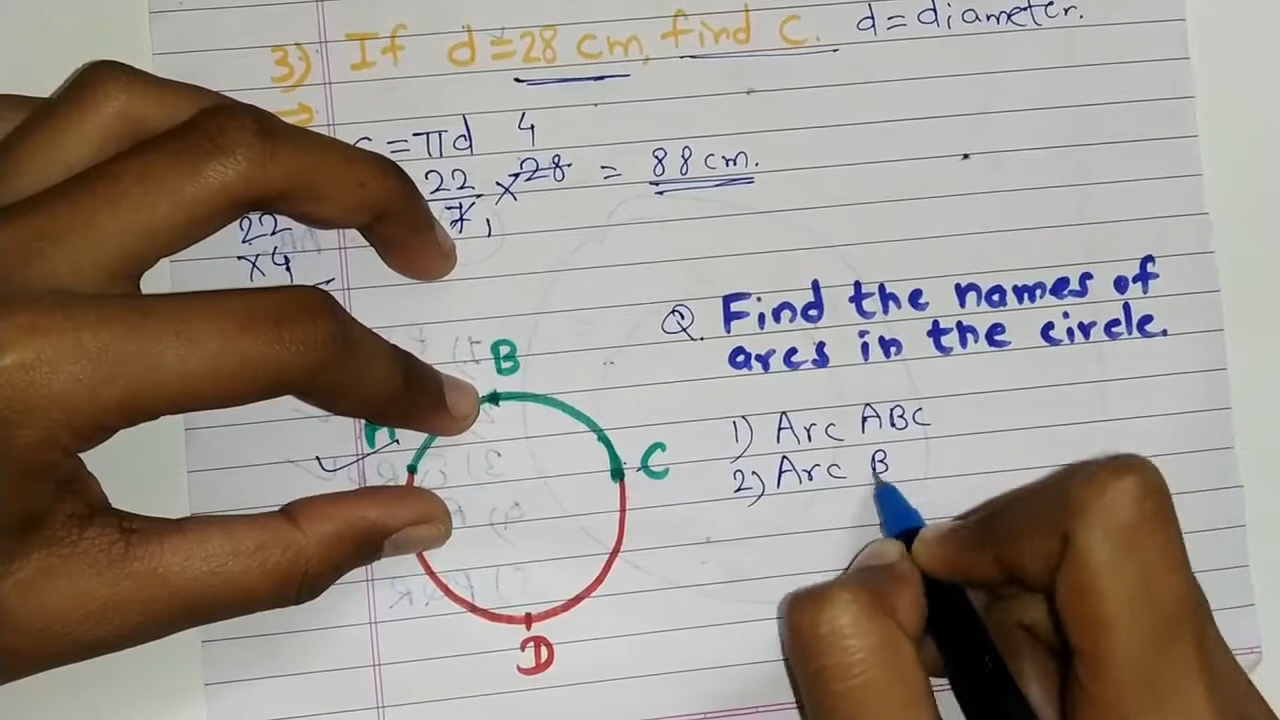 3) If d=28 cm, find c. d=diameter.
⇒
c=πd 4
22/7 1 × 28 = 88 cm.
22
×4
Q. Find the names of
arcs in the circle.
B
A
C
D
1) Arc ABC
2) Arc B